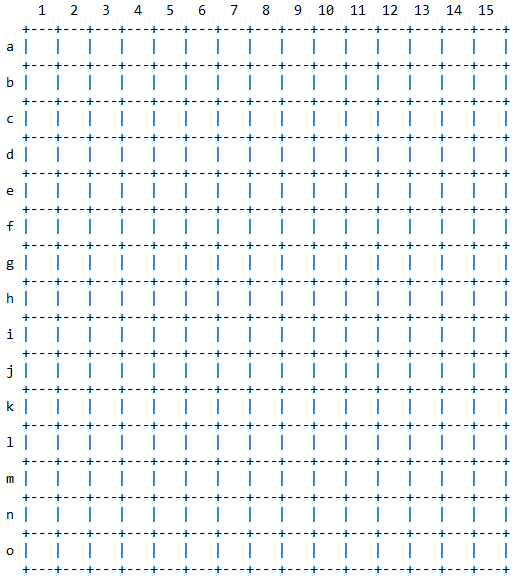 1 2 3 4 5 6 7 8 9 10 11 12 13 14 15
+---+---+---+---+---+---+---+---+---+---+---+---+---+---+---+
a | | | | | | | | | | | | | | | |
+---+---+---+---+---+---+---+---+---+---+---+---+---+---+---+
b | | | | | | | | | | | | | | | |
+---+---+---+---+---+---+---+---+---+---+---+---+---+---+---+
c | | | | | | | | | | | | | | | |
+---+---+---+---+---+---+---+---+---+---+---+---+---+---+---+
d | | | | | | | | | | | | | | | |
+---+---+---+---+---+---+---+---+---+---+---+---+---+---+---+
e | | | | | | | | | | | | | | | |
+---+---+---+---+---+---+---+---+---+---+---+---+---+---+---+
f | | | | | | | | | | | | | | | |
+---+---+---+---+---+---+---+---+---+---+---+---+---+---+---+
g | | | | | | | | | | | | | | | |
+---+---+---+---+---+---+---+---+---+---+---+---+---+---+---+
h | | | | | | | | | | | | | | | |
+---+---+---+---+---+---+---+---+---+---+---+---+---+---+---+
i | | | | | | | | | | | | | | | |
+---+---+---+---+---+---+---+---+---+---+---+---+---+---+---+
j | | | | | | | | | | | | | | | |
+---+---+---+---+---+---+---+---+---+---+---+---+---+---+---+
k | | | | | | | | | | | | | | | |
+---+---+---+---+---+---+---+---+---+---+---+---+---+---+---+
l | | | | | | | | | | | | | | | |
+---+---+---+---+---+---+---+---+---+---+---+---+---+---+---+
m | | | | | | | | | | | | | | | |
+---+---+---+---+---+---+---+---+---+---+---+---+---+---+---+
n | | | | | | | | | | | | | | | |
+---+---+---+---+---+---+---+---+---+---+---+---+---+---+---+
o | | | | | | | | | | | | | | | |
+---+---+---+---+---+---+---+---+---+---+---+---+---+---+---+